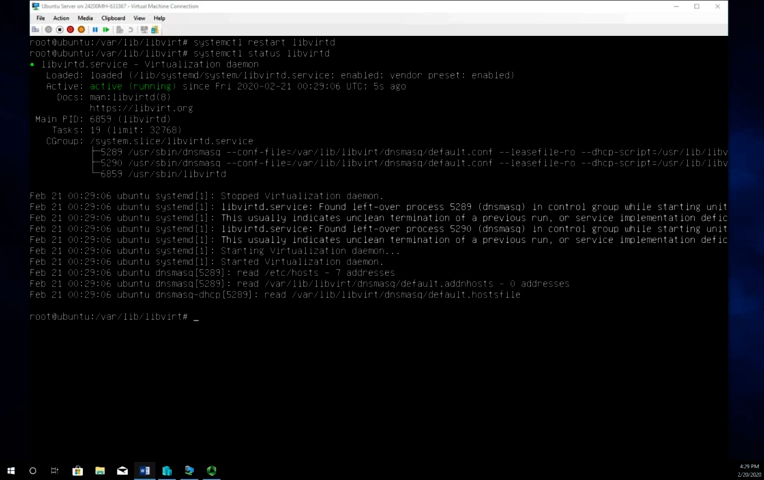 Ubuntu Server on 24200MH-633367 - Virtual Machine Connection
File Action Media Clipboard View Help
root@ubuntu:/var/lib/libvirt# systemctl restart libvirtd
root@ubuntu:/var/lib/libvirt# systemctl status libvirtd
● libvirtd.service - Virtualization daemon
Loaded: loaded (/lib/systemd/system/libvirtd.service; enabled; vendor preset: enabled)
Active: active (running) since Fri 2020-02-21 00:29:06 UTC; 5s ago
Docs: man:libvirtd(8)
https://libvirt.org
Main PID: 6859 (libvirtd)
Tasks: 19 (limit: 32768)
CGroup: /system.slice/libvirtd.service
├─5289 /usr/sbin/dnsmasq --conf-file=/var/lib/libvirt/dnsmasq/default.conf --leasefile-ro --dhcp-script=/usr/lib/libv
├─5290 /usr/sbin/dnsmasq --conf-file=/var/lib/libvirt/dnsmasq/default.conf --leasefile-ro --dhcp-script=/usr/lib/libv
└─6859 /usr/sbin/libvirtd
Feb 21 00:29:06 ubuntu systemd[1]: Stopped Virtualization daemon.
Feb 21 00:29:06 ubuntu systemd[1]: libvirtd.service: Found left-over process 5289 (dnsmasq) in control group while starting unit
Feb 21 00:29:06 ubuntu systemd[1]: This usually indicates unclean termination of a previous run, or service implementation defic
Feb 21 00:29:06 ubuntu systemd[1]: libvirtd.service: Found left-over process 5290 (dnsmasq) in control group while starting unit
Feb 21 00:29:06 ubuntu systemd[1]: This usually indicates unclean termination of a previous run, or service implementation defic
Feb 21 00:29:06 ubuntu systemd[1]: Starting Virtualization daemon...
Feb 21 00:29:06 ubuntu systemd[1]: Started Virtualization daemon.
Feb 21 00:29:06 ubuntu dnsmasq[5289]: read /etc/hosts - 7 addresses
Feb 21 00:29:06 ubuntu dnsmasq[5289]: read /var/lib/libvirt/dnsmasq/default.addnhosts - 0 addresses
Feb 21 00:29:06 ubuntu dnsmasq-dhcp[5289]: read /var/lib/libvirt/dnsmasq/default.hostsfile
root@ubuntu:/var/lib/libvirt# _
4:29 PM
2/20/2020